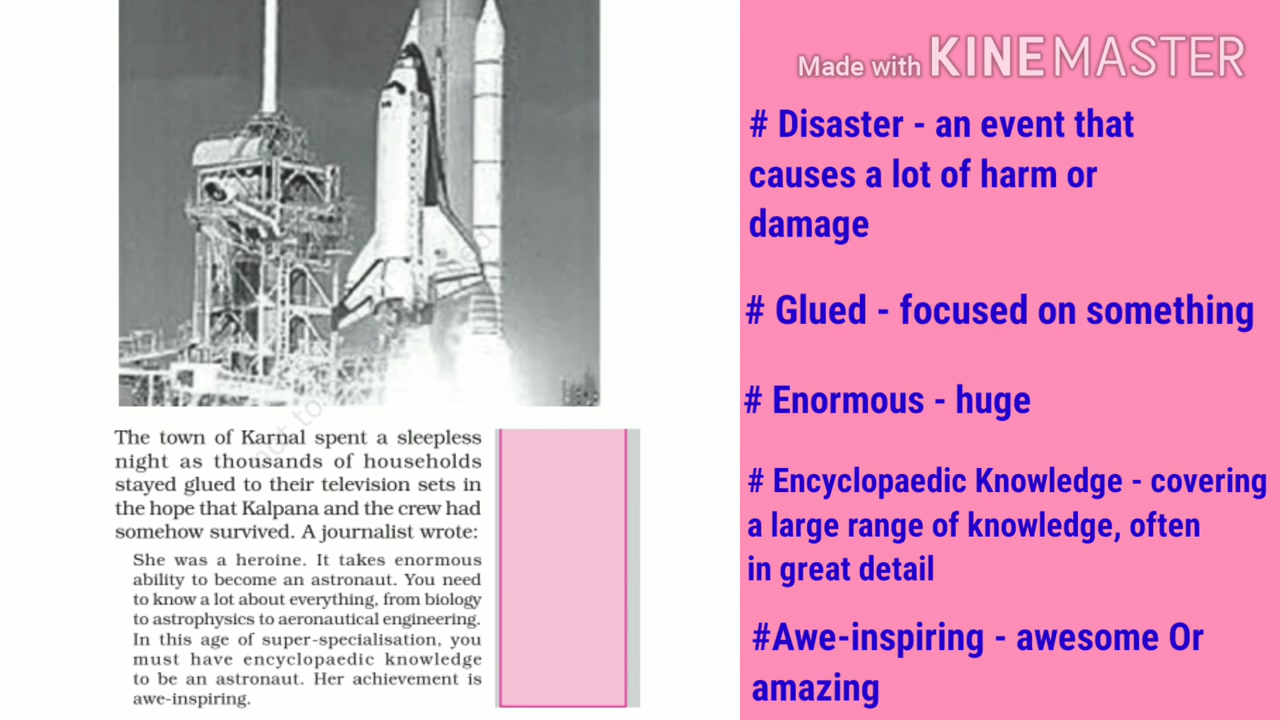 The town of Karnal spent a sleepless
night as thousands of households
stayed glued to their television sets in
the hope that Kalpana and the crew had
somehow survived. A journalist wrote:
She was a heroine. It takes enormous
ability to become an astronaut. You need
to know a lot about everything, from biology
to astrophysics to aeronautical engineering.
In this age of super-specialisation, you
must have encyclopaedic knowledge
to be an astronaut. Her achievement is
awe-inspiring.
Made with KINEMASTER
# Disaster - an event that
causes a lot of harm or
damage
# Glued - focused on something
# Enormous - huge
# Encyclopaedic Knowledge - covering
a large range of knowledge, often
in great detail
#Awe-inspiring - awesome Or
amazing